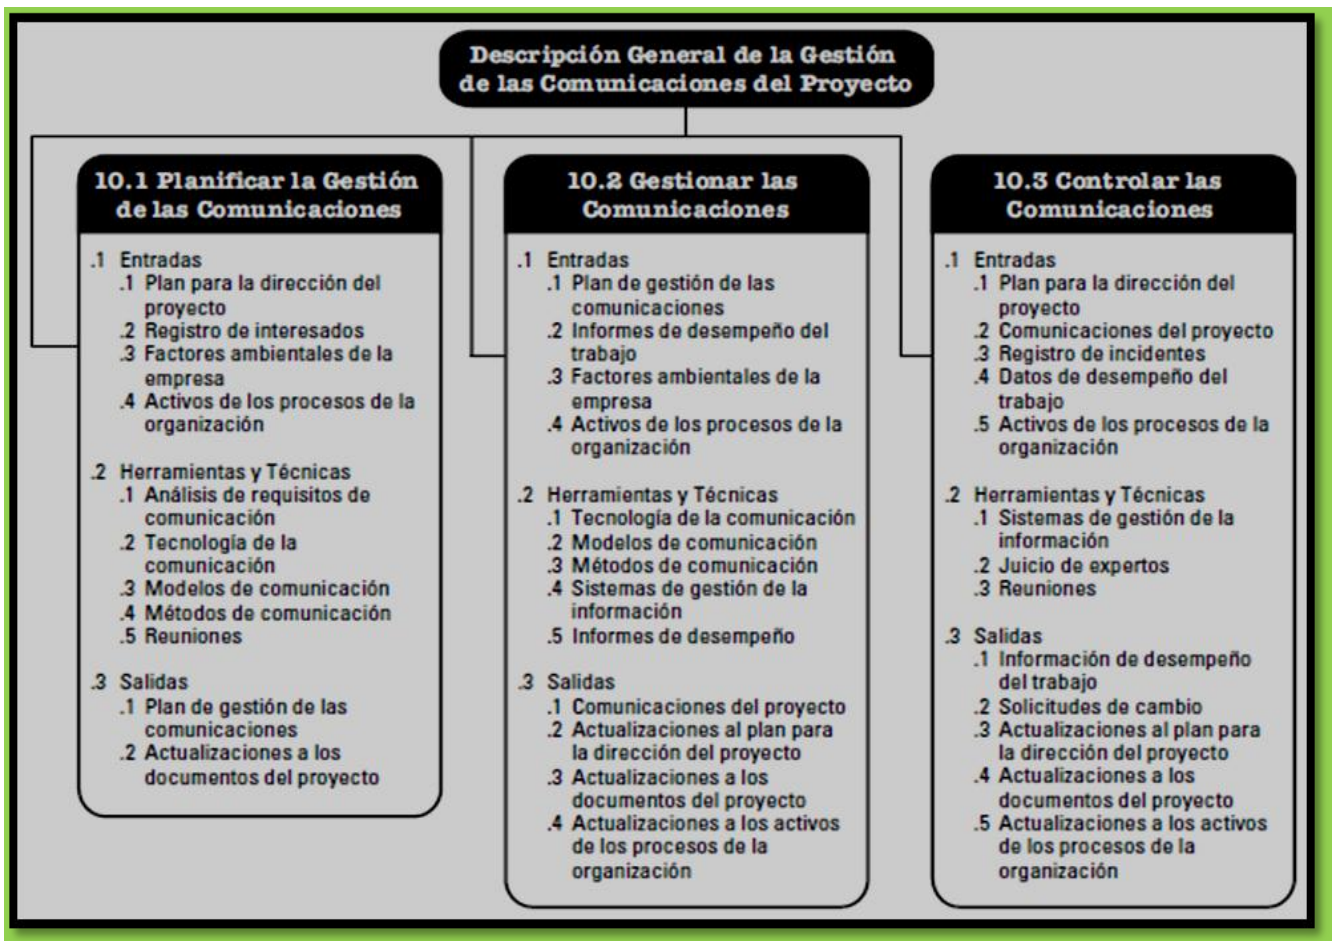 Descripción General de la Gestión
de las Comunicaciones del Proyecto
10.1 Planificar la Gestión
de las Comunicaciones
.1 Entradas
.1 Plan para la dirección del
proyecto
.2 Registro de interesados
.3 Factores ambientales de la
empresa
.4 Activos de los procesos de la
organización
.2 Herramientas y Técnicas
.1 Análisis de requisitos de
comunicación
.2 Tecnología de la
comunicación
.3 Modelos de comunicación
.4 Métodos de comunicación
.5 Reuniones
.3 Salidas
.1 Plan de gestión de las
comunicaciones
.2 Actualizaciones a los
documentos del proyecto
10.2 Gestionar las
Comunicaciones
.1 Entradas
.1 Plan de gestión de las
comunicaciones
.2 Informes de desempeño del
trabajo
.3 Factores ambientales de la
empresa
.4 Activos de los procesos de la
organización
.2 Herramientas y Técnicas
.1 Tecnología de la comunicación
.2 Modelos de comunicación
.3 Métodos de comunicación
.4 Sistemas de gestión de la
información
.5 Informes de desempeño
.3 Salidas
.1 Comunicaciones del proyecto
.2 Actualizaciones al plan para
la dirección del proyecto
.3 Actualizaciones a los
documentos del proyecto
.4 Actualizaciones a los activos
de los procesos de la
organización
10.3 Controlar las
Comunicaciones
.1 Entradas
.1 Plan para la dirección del
proyecto
.2 Comunicaciones del proyecto
.3 Registro de incidentes
.4 Datos de desempeño del
trabajo
.5 Activos de los procesos de la
organización
.2 Herramientas y Técnicas
.1 Sistemas de gestión de la
información
.2 Juicio de expertos
.3 Reuniones
.3 Salidas
.1 Información de desempeño
del trabajo
.2 Solicitudes de cambio
.3 Actualizaciones al plan para
la dirección del proyecto
.4 Actualizaciones a los
documentos del proyecto
.5 Actualizaciones a los activos
de los procesos de la
organización